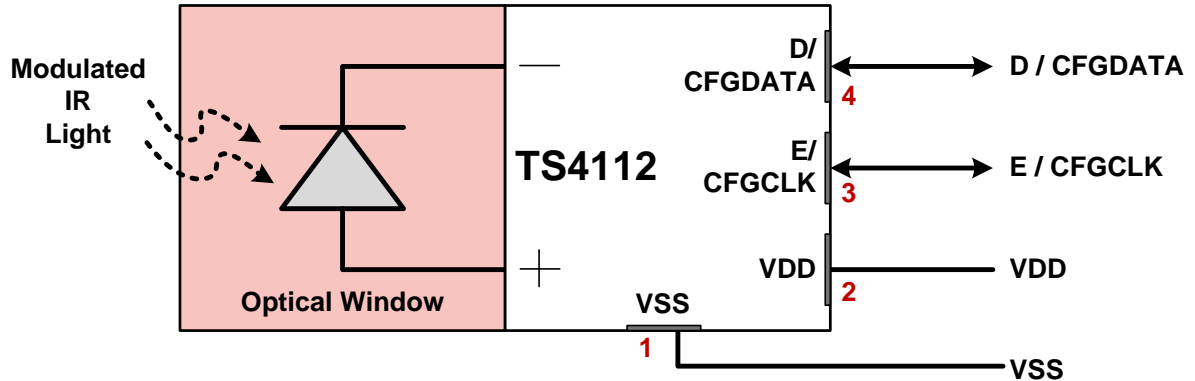 Modulated
IR
Light
Optical Window
TS4112
D/
CFGDATA
4
D / CFGDATA
E/
CFGCLK
3
E / CFGCLK
VDD
2
VDD
VSS
1
VSS